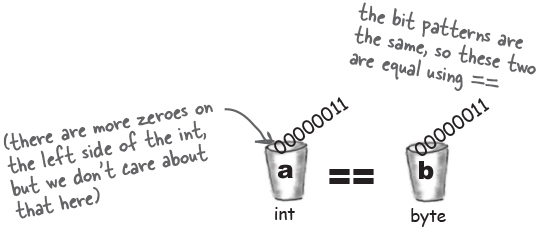 the bit patterns are
the same, so these two
are equal using ==
(there are more zeroes on
the left side of the int,
but we don't care about
that here)
00000011
a
int
==
00000011
b
byte